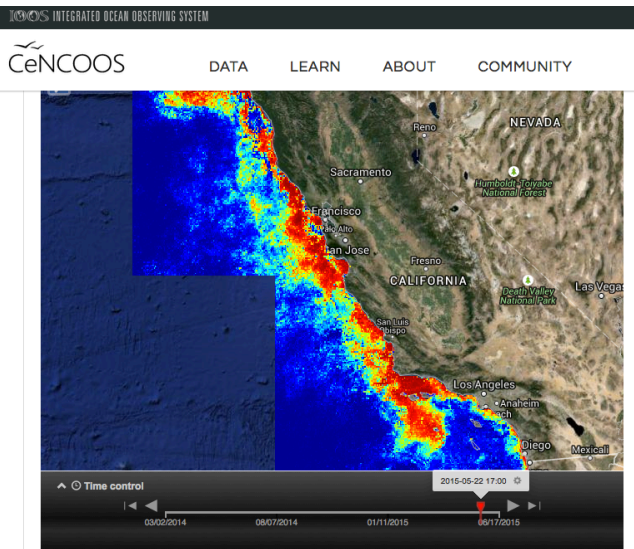 IOOS INTEGRATED OCEAN OBSERVING SYSTEM
CeNCOOS
DATA LEARN ABOUT COMMUNITY
Reno
NEVADA
Sacramento
Humboldt-Toiyabe
National Forest
Francisco
Palo Alto
San Jose
Fresno
CALIFORNIA
Death Valley
National Park
Las Vegas
San Luis
Obispo
Los Angeles
Anaheim
ch
Diego
Mexicali
Time control
2015-05-22 17:00
03/02/2014 08/07/2014 01/11/2015 06/17/2015